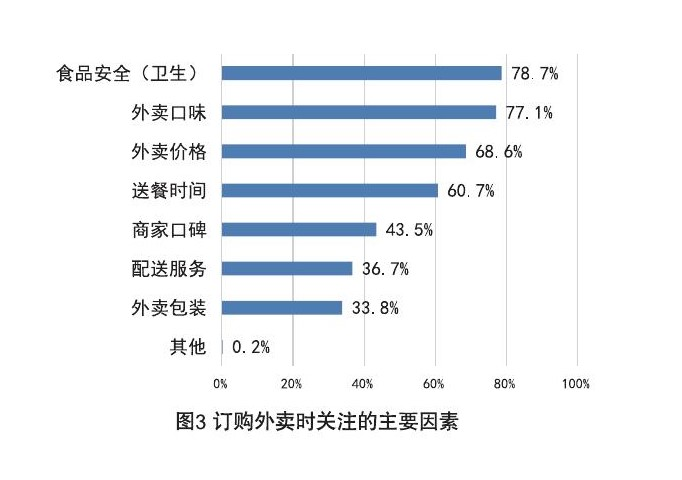 食品安全（卫生） 78.7%
外卖口味 77.1%
外卖价格 68.6%
送餐时间 60.7%
商家口碑 43.5%
配送服务 36.7%
外卖包装 33.8%
其他 0.2%
0% 20% 40% 60% 80% 100%
图3 订购外卖时关注的主要因素